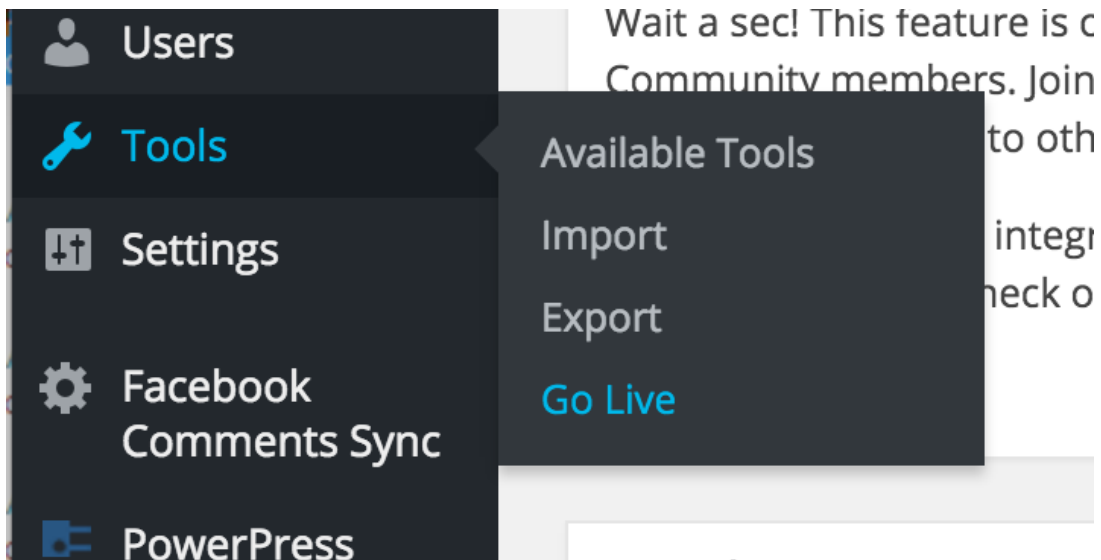 Users
Tools
Settings
Facebook
Comments Sync
PowerPress
Available Tools
Import
Export
Go Live
Wait a sec! This feature is
Community members. Join
to oth
integr
heck o